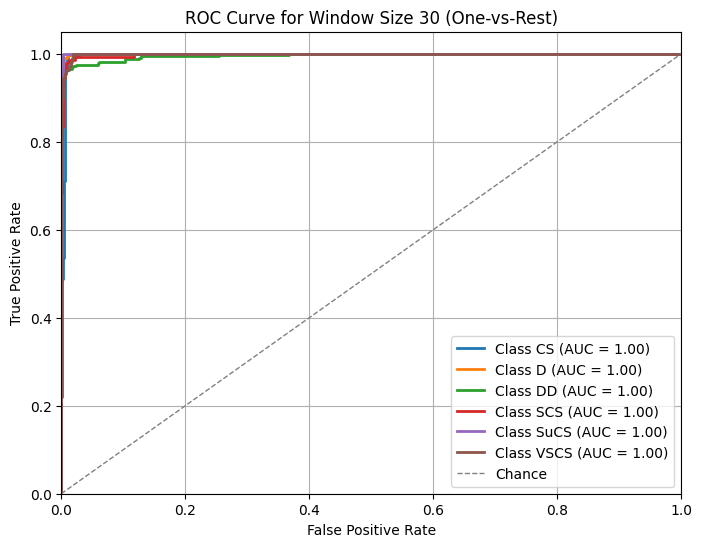 ROC Curve for Window Size 30 (One-vs-Rest)
True Positive Rate
1.0
0.8
0.6
0.4
0.2
0.0
0.0 0.2 0.4 0.6 0.8 1.0
False Positive Rate
Class CS (AUC = 1.00)
Class D (AUC = 1.00)
Class DD (AUC = 1.00)
Class SCS (AUC = 1.00)
Class SuCS (AUC = 1.00)
Class VSCS (AUC = 1.00)
Chance